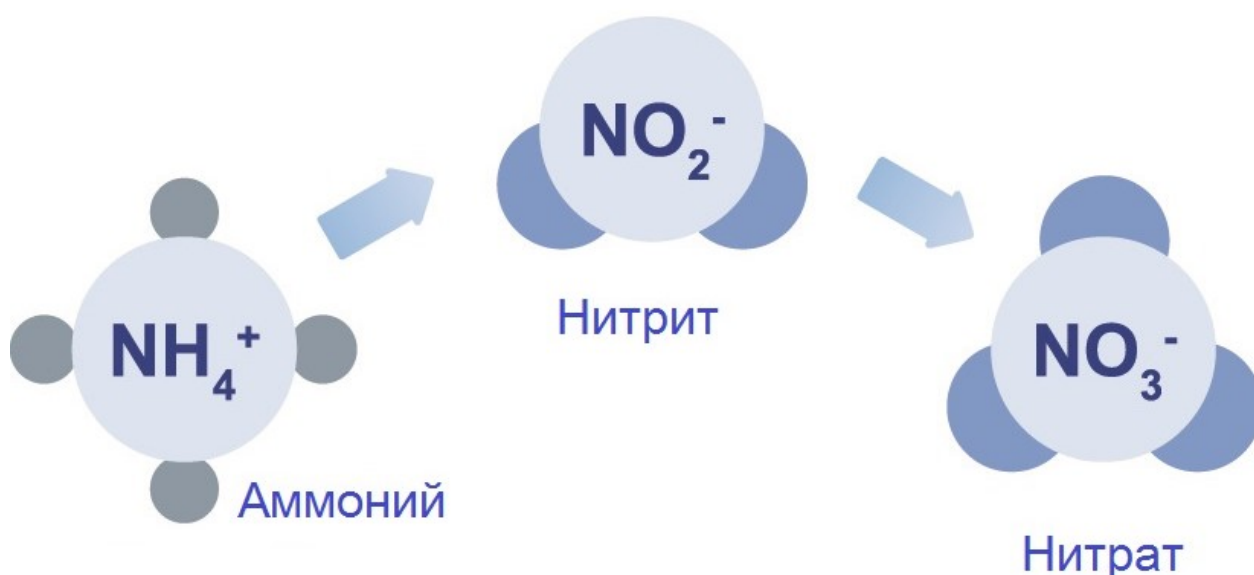 NH₄⁺
Аммоний
NO₂⁻
Нитрит
NO₃⁻
Нитрат